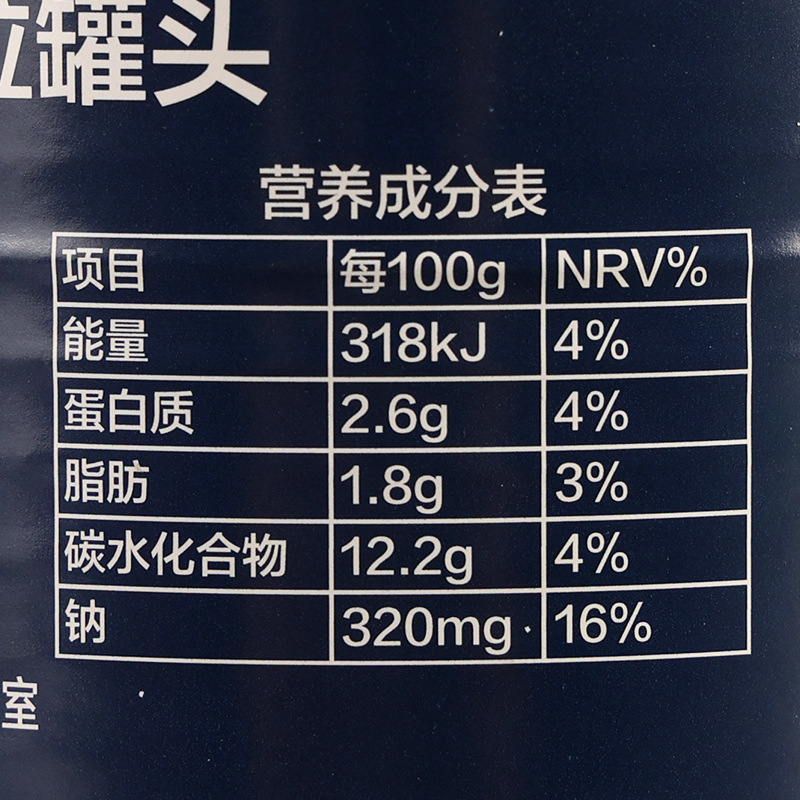 罐头
营养成分表
项目 每100g NRV%
能量 318kJ 4%
蛋白质 2.6g 4%
脂肪 1.8g 3%
碳水化合物 12.2g 4%
钠 320mg 16%
室